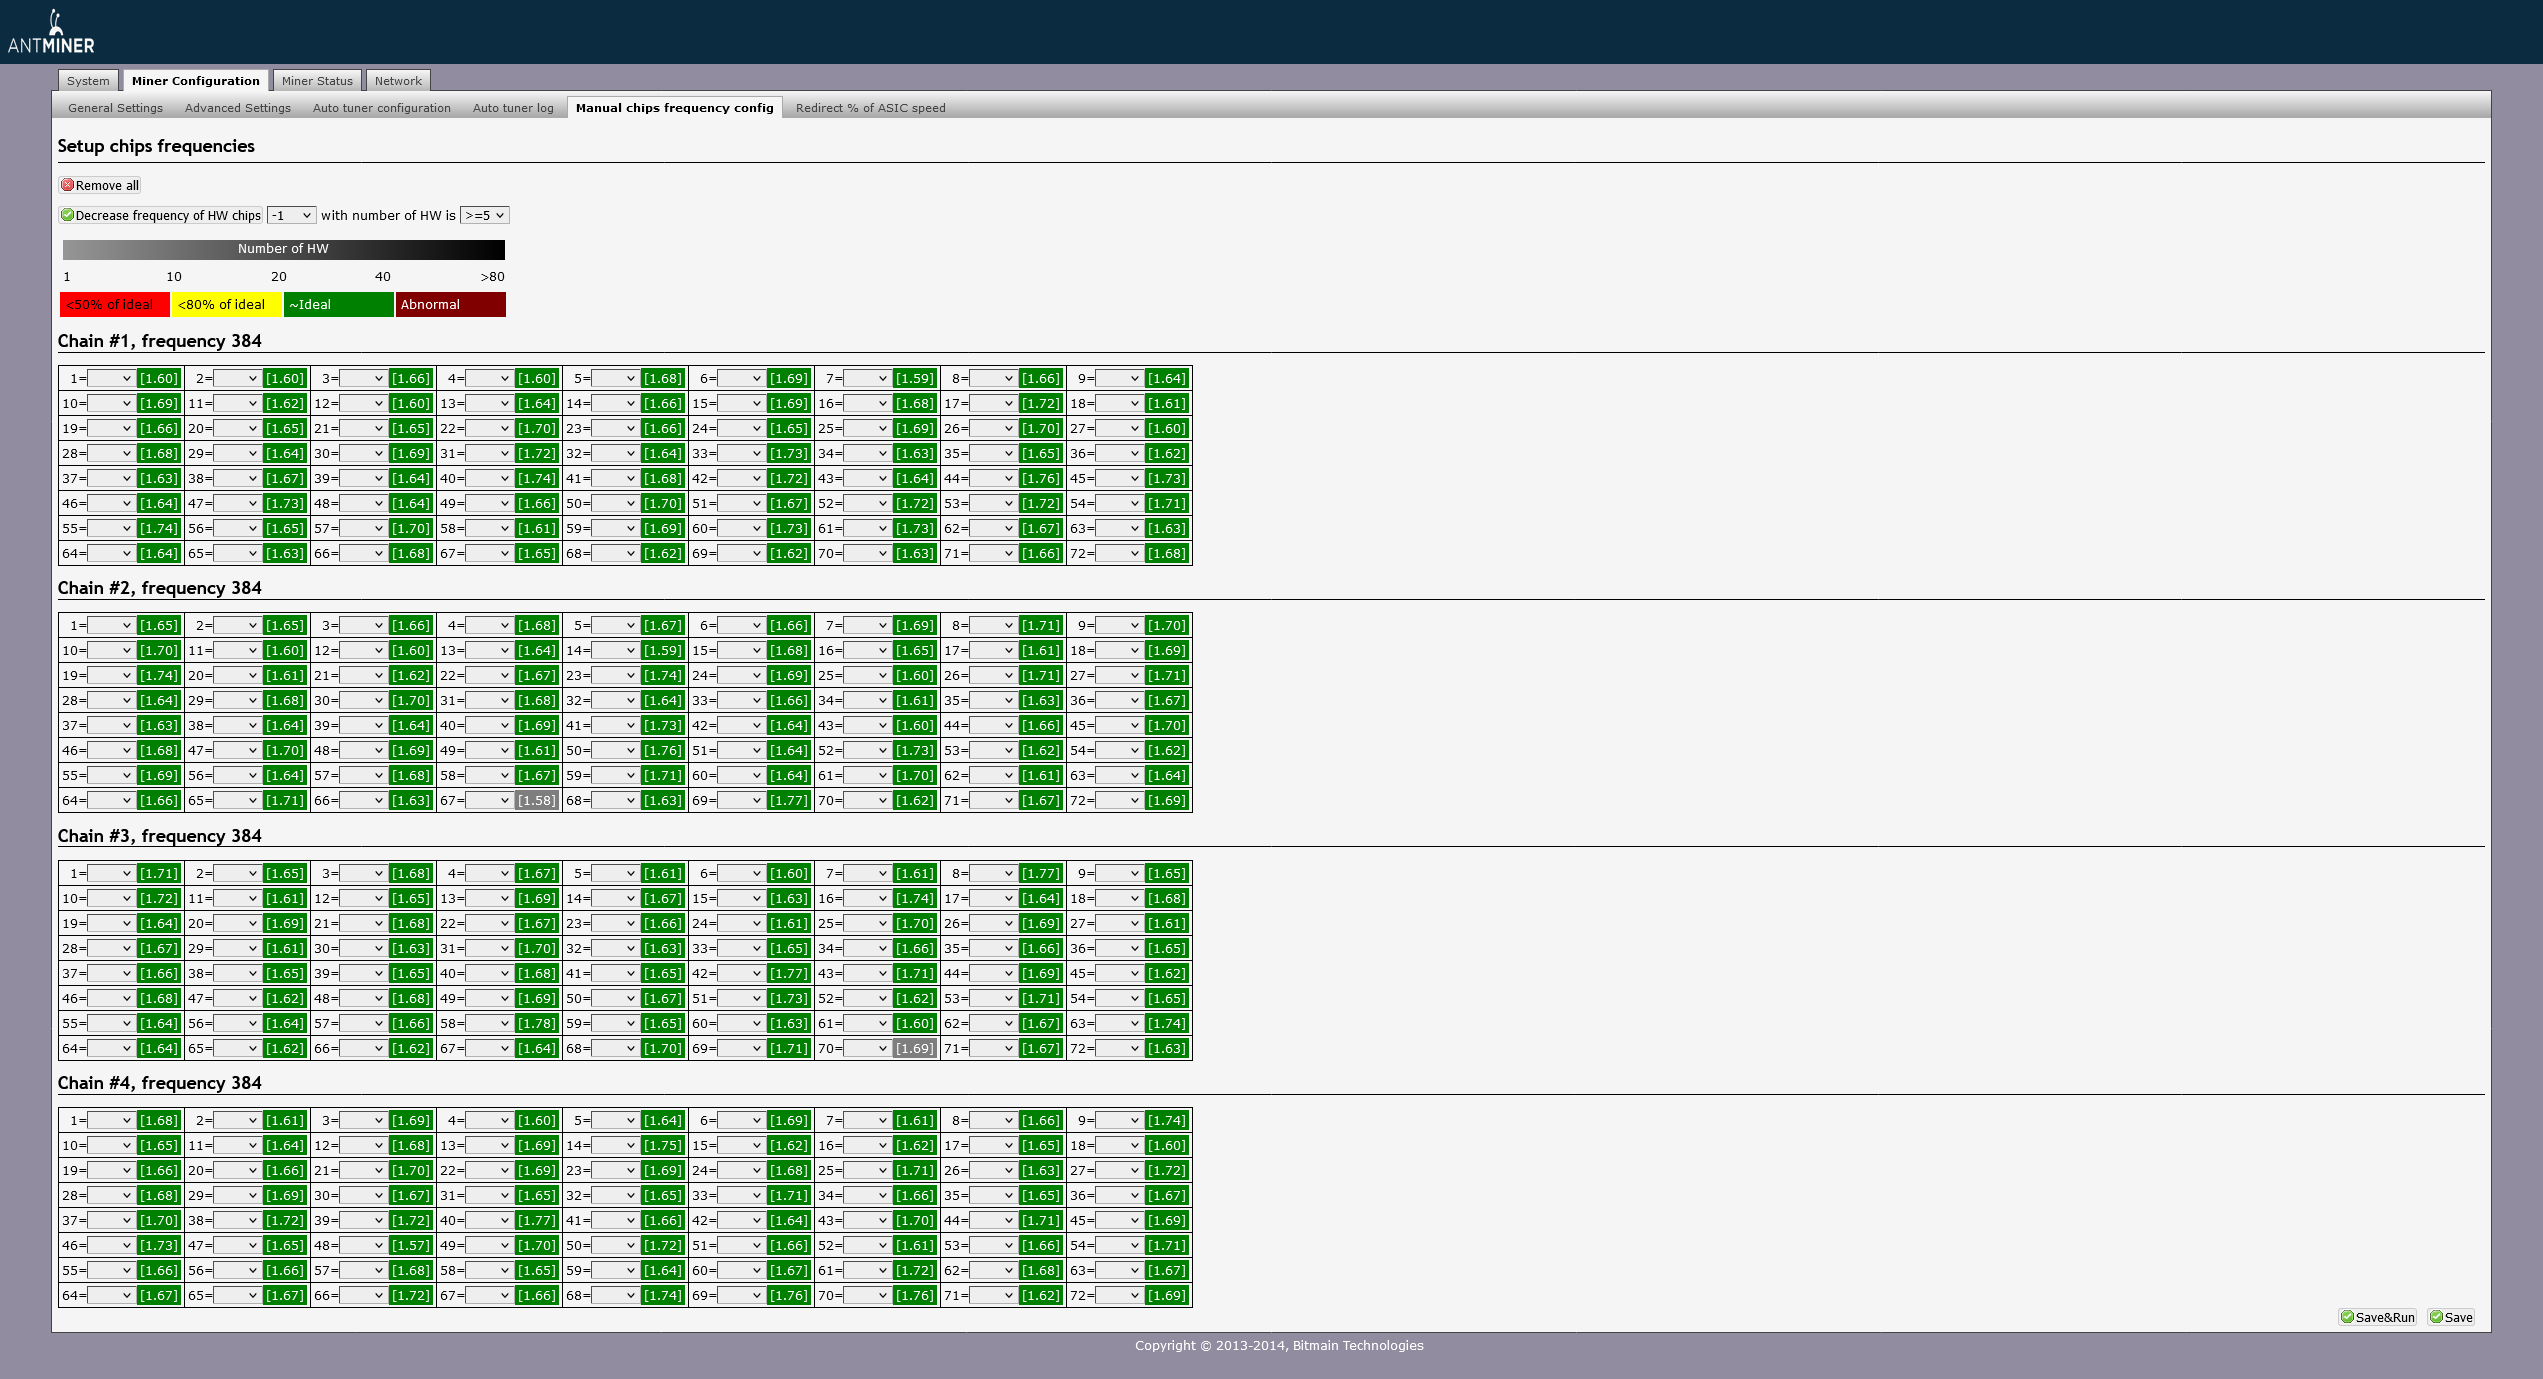 ANTMINER
System Miner Configuration Miner Status Network
General Settings Advanced Settings Auto tuner configuration Auto tuner log Manual chips frequency config Redirect % of ASIC speed
Setup chips frequencies
Remove all
Decrease frequency of HW chips -1 with number of HW is >=5
Number of HW
1 10 20 40 >80
<50% of ideal <80% of ideal ~Ideal Abnormal
Chain #1, frequency 384
1= [1.60] 2= [1.60] 3= [1.66] 4= [1.60] 5= [1.68] 6= [1.69] 7= [1.59] 8= [1.66] 9= [1.64]
10= [1.69] 11= [1.62] 12= [1.60] 13= [1.64] 14= [1.66] 15= [1.69] 16= [1.68] 17= [1.72] 18= [1.61]
19= [1.66] 20= [1.65] 21= [1.65] 22= [1.70] 23= [1.66] 24= [1.65] 25= [1.69] 26= [1.70] 27= [1.60]
28= [1.68] 29= [1.64] 30= [1.69] 31= [1.72] 32= [1.64] 33= [1.73] 34= [1.63] 35= [1.65] 36= [1.62]
37= [1.63] 38= [1.67] 39= [1.64] 40= [1.74] 41= [1.68] 42= [1.72] 43= [1.64] 44= [1.76] 45= [1.73]
46= [1.64] 47= [1.73] 48= [1.64] 49= [1.66] 50= [1.70] 51= [1.67] 52= [1.72] 53= [1.72] 54= [1.71]
55= [1.74] 56= [1.65] 57= [1.70] 58= [1.61] 59= [1.69] 60= [1.73] 61= [1.73] 62= [1.67] 63= [1.63]
64= [1.64] 65= [1.63] 66= [1.68] 67= [1.65] 68= [1.62] 69= [1.62] 70= [1.63] 71= [1.66] 72= [1.68]
Chain #2, frequency 384
1= [1.65] 2= [1.65] 3= [1.66] 4= [1.68] 5= [1.67] 6= [1.66] 7= [1.69] 8= [1.71] 9= [1.70]
10= [1.70] 11= [1.60] 12= [1.60] 13= [1.64] 14= [1.59] 15= [1.68] 16= [1.65] 17= [1.61] 18= [1.69]
19= [1.74] 20= [1.61] 21= [1.62] 22= [1.67] 23= [1.74] 24= [1.69] 25= [1.60] 26= [1.71] 27= [1.71]
28= [1.64] 29= [1.68] 30= [1.70] 31= [1.68] 32= [1.64] 33= [1.66] 34= [1.61] 35= [1.63] 36= [1.67]
37= [1.63] 38= [1.64] 39= [1.64] 40= [1.69] 41= [1.73] 42= [1.64] 43= [1.60] 44= [1.66] 45= [1.70]
46= [1.68] 47= [1.70] 48= [1.69] 49= [1.61] 50= [1.76] 51= [1.64] 52= [1.73] 53= [1.62] 54= [1.62]
55= [1.69] 56= [1.64] 57= [1.68] 58= [1.67] 59= [1.71] 60= [1.64] 61= [1.70] 62= [1.61] 63= [1.64]
64= [1.66] 65= [1.71] 66= [1.63] 67= [1.58] 68= [1.63] 69= [1.77] 70= [1.62] 71= [1.67] 72= [1.69]
Chain #3, frequency 384
1= [1.71] 2= [1.65] 3= [1.68] 4= [1.67] 5= [1.61] 6= [1.60] 7= [1.61] 8= [1.77] 9= [1.65]
10= [1.72] 11= [1.61] 12= [1.65] 13= [1.69] 14= [1.67] 15= [1.63] 16= [1.74] 17= [1.64] 18= [1.68]
19= [1.64] 20= [1.69] 21= [1.68] 22= [1.67] 23= [1.66] 24= [1.61] 25= [1.70] 26= [1.69] 27= [1.61]
28= [1.67] 29= [1.61] 30= [1.63] 31= [1.70] 32= [1.63] 33= [1.65] 34= [1.66] 35= [1.66] 36= [1.65]
37= [1.66] 38= [1.65] 39= [1.65] 40= [1.68] 41= [1.65] 42= [1.77] 43= [1.71] 44= [1.69] 45= [1.62]
46= [1.68] 47= [1.62] 48= [1.68] 49= [1.69] 50= [1.67] 51= [1.73] 52= [1.62] 53= [1.71] 54= [1.65]
55= [1.64] 56= [1.64] 57= [1.66] 58= [1.78] 59= [1.65] 60= [1.63] 61= [1.60] 62= [1.67] 63= [1.74]
64= [1.64] 65= [1.62] 66= [1.62] 67= [1.64] 68= [1.70] 69= [1.71] 70= [1.69] 71= [1.67] 72= [1.63]
Chain #4, frequency 384
1= [1.68] 2= [1.61] 3= [1.69] 4= [1.60] 5= [1.64] 6= [1.69] 7= [1.61] 8= [1.66] 9= [1.74]
10= [1.65] 11= [1.64] 12= [1.68] 13= [1.69] 14= [1.75] 15= [1.62] 16= [1.62] 17= [1.65] 18= [1.60]
19= [1.66] 20= [1.66] 21= [1.70] 22= [1.69] 23= [1.69] 24= [1.68] 25= [1.71] 26= [1.63] 27= [1.72]
28= [1.68] 29= [1.69] 30= [1.67] 31= [1.65] 32= [1.65] 33= [1.71] 34= [1.66] 35= [1.65] 36= [1.67]
37= [1.70] 38= [1.72] 39= [1.72] 40= [1.77] 41= [1.66] 42= [1.64] 43= [1.70] 44= [1.71] 45= [1.69]
46= [1.73] 47= [1.65] 48= [1.57] 49= [1.70] 50= [1.72] 51= [1.66] 52= [1.61] 53= [1.66] 54= [1.71]
55= [1.66] 56= [1.66] 57= [1.68] 58= [1.65] 59= [1.64] 60= [1.67] 61= [1.72] 62= [1.68] 63= [1.67]
64= [1.67] 65= [1.67] 66= [1.72] 67= [1.66] 68= [1.74] 69= [1.76] 70= [1.76] 71= [1.62] 72= [1.69]
Save&Run Save
Copyright © 2013-2014, Bitmain Technologies